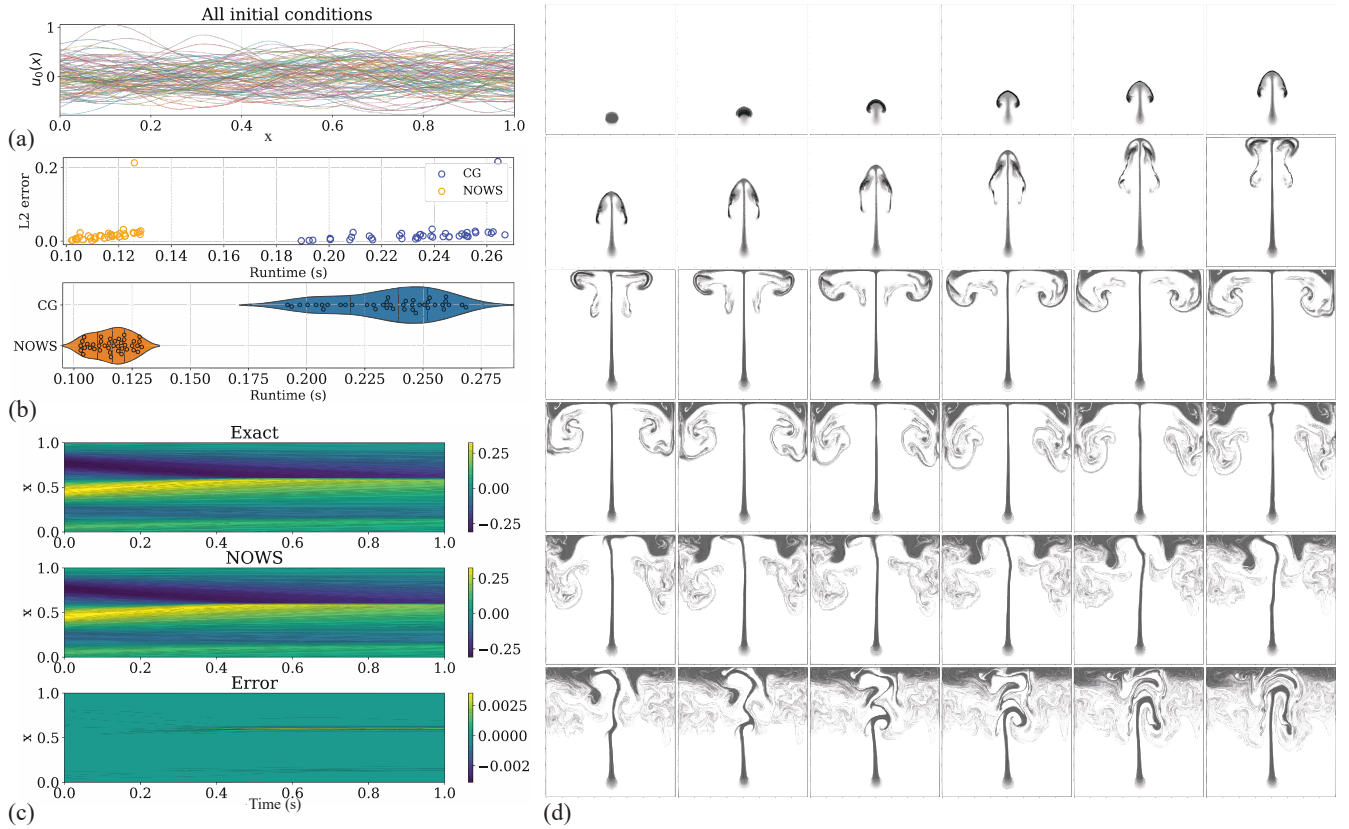 All initial conditions
1
0
u₀(x)
0.0 0.2 0.4 0.6 0.8 1.0
x
(a)
0.2
0.0
L2 error
CG
NOWS
0.10 0.12 0.14 0.16 0.18 0.20 0.22 0.24 0.26
Runtime (s)
CG
NOWS
0.100 0.125 0.150 0.175 0.200 0.225 0.250 0.275
Runtime (s)
(b)
Exact
1.0
0.5
0.0
x
0.0 0.2 0.4 0.6 0.8 1.0
0.25
0.00
−0.25
NOWS
1.0
0.5
0.0
x
0.0 0.2 0.4 0.6 0.8 1.0
0.25
0.00
−0.25
Error
1.0
0.5
0.0
x
0.0 0.2 0.4 0.6 0.8 1.0
Time (s)
0.0025
0.0000
−0.002
(c)
(d)